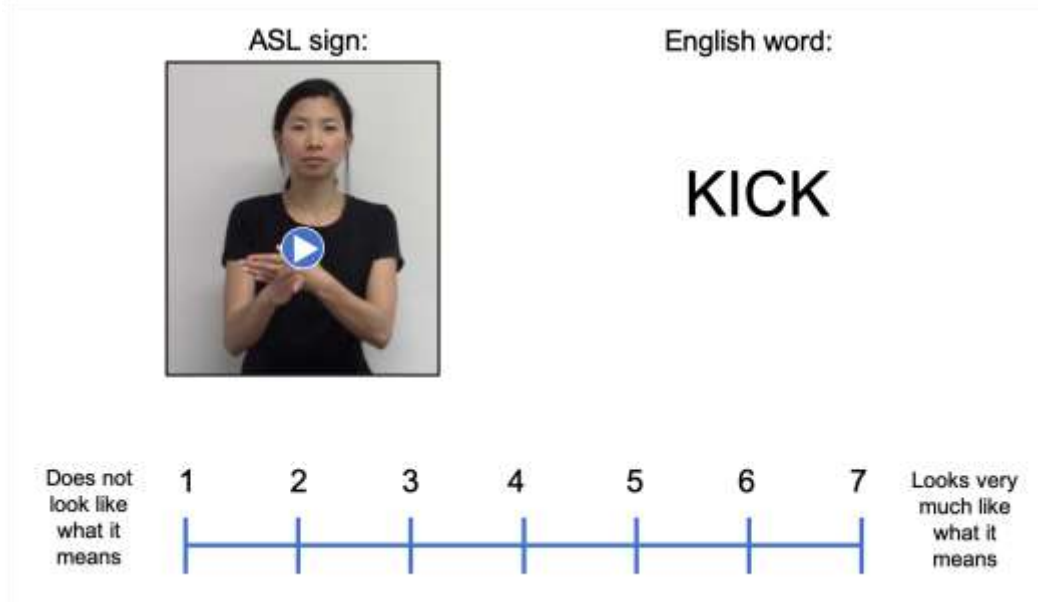 ASL sign:
English word:
KICK
Does not
look like
what it
means
1 2 3 4 5 6 7
Looks very
much like
what it
means